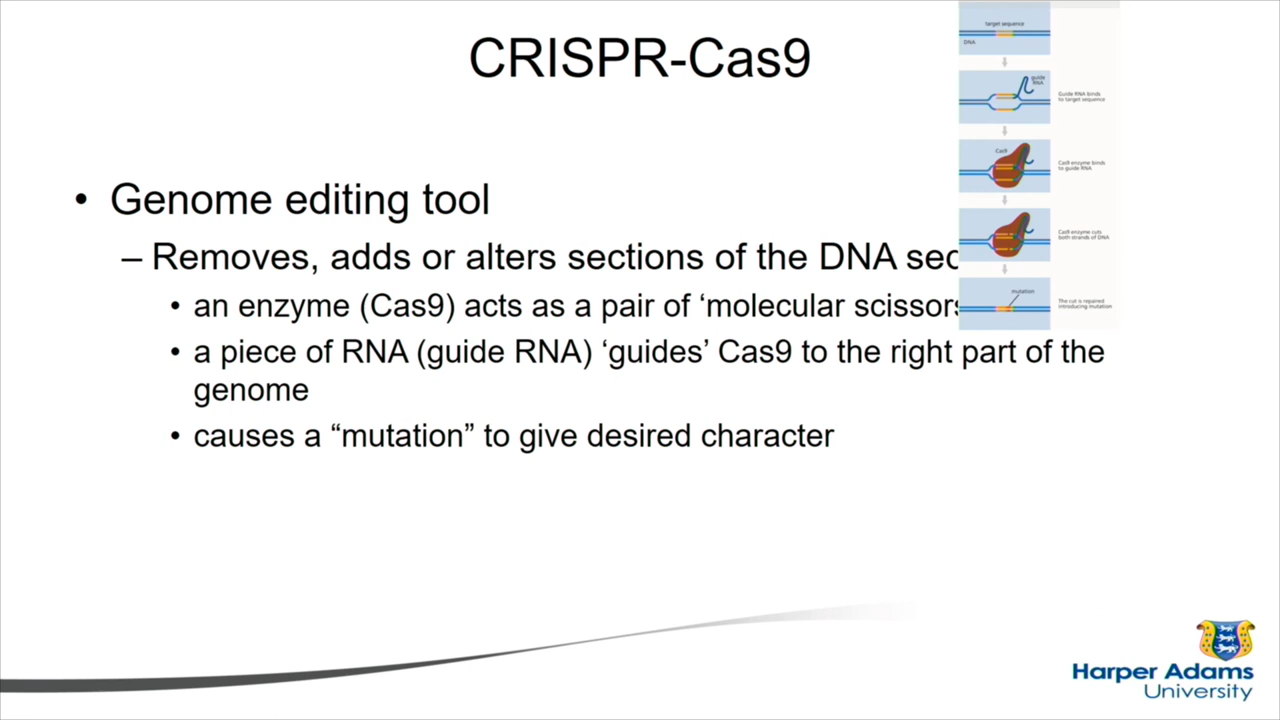 CRISPR-Cas9
• Genome editing tool
– Removes, adds or alters sections of the DNA
• an enzyme (Cas9) acts as a pair of ‘molecular scissors
• a piece of RNA (guide RNA) ‘guides’ Cas9 to the right part of the
genome
• causes a “mutation” to give desired character
target sequence
DNA
guide
RNA
Guide RNA binds
to target sequence
Cas9
Cas9 enzyme binds
to guide RNA
Cas9 enzyme cuts
both strands of DNA
mutation
The cut is repaired
introducing mutation
Harper Adams
University